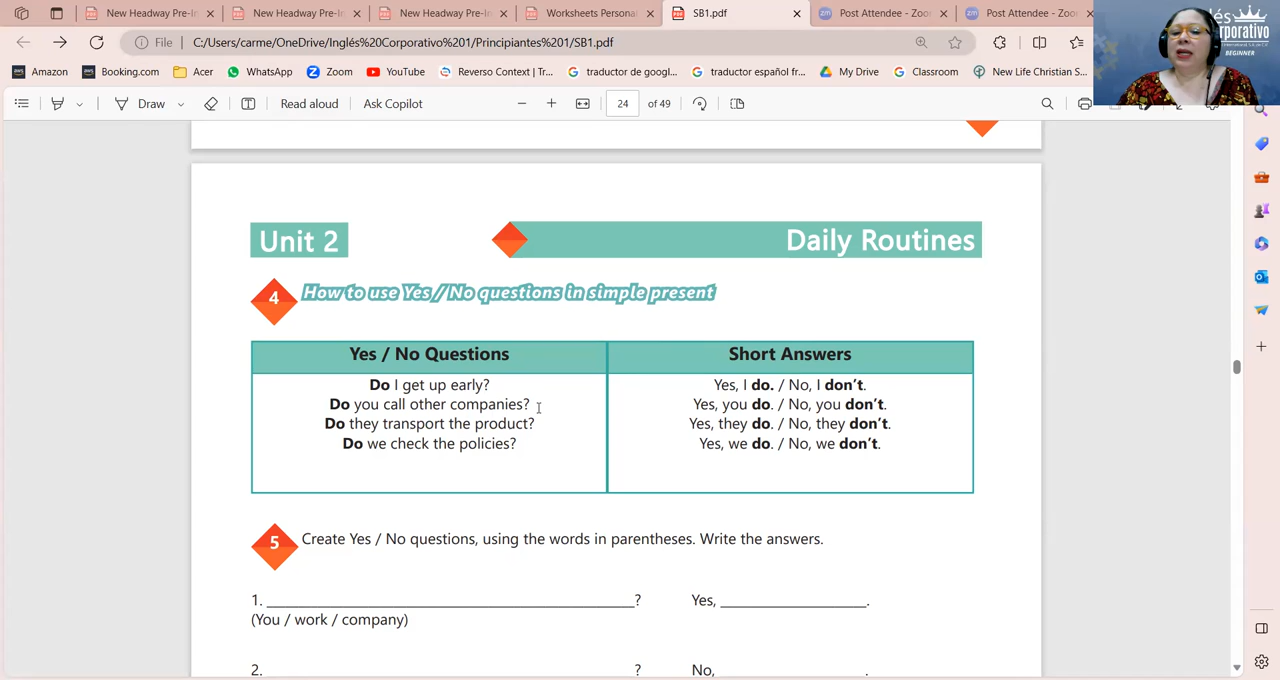 New Headway Pre-In
New Headway Pre-In
New Headway Pre-In
Worksheets Persona
SB1.pdf
Post Attendee - Zoo
Post Attendee - Zoom
File
C:/Users/carme/OneDrive/Inglés%20Corporativo%201/Principiantes%201/SB1.pdf
Amazon
Booking.com
Acer
WhatsApp
Zoom
YouTube
Reverso Context | Tr...
traductor de googl...
traductor español fr...
My Drive
Classroom
New Life Christian S...
Draw
Read aloud
Ask Copilot
24 of 49
Corporativo
BEGINNER
Unit 2
Daily Routines
4 How to use Yes / No questions in simple present
Yes / No Questions
Short Answers
Do I get up early?
Yes, I do. / No, I don't.
Do you call other companies?
Yes, you do. / No, you don't.
Do they transport the product?
Yes, they do. / No, they don't.
Do we check the policies?
Yes, we do. / No, we don't.
5 Create Yes / No questions, using the words in parentheses. Write the answers.
1. __________________________________________? Yes, _________________.
(You / work / company)
2. ? No, .